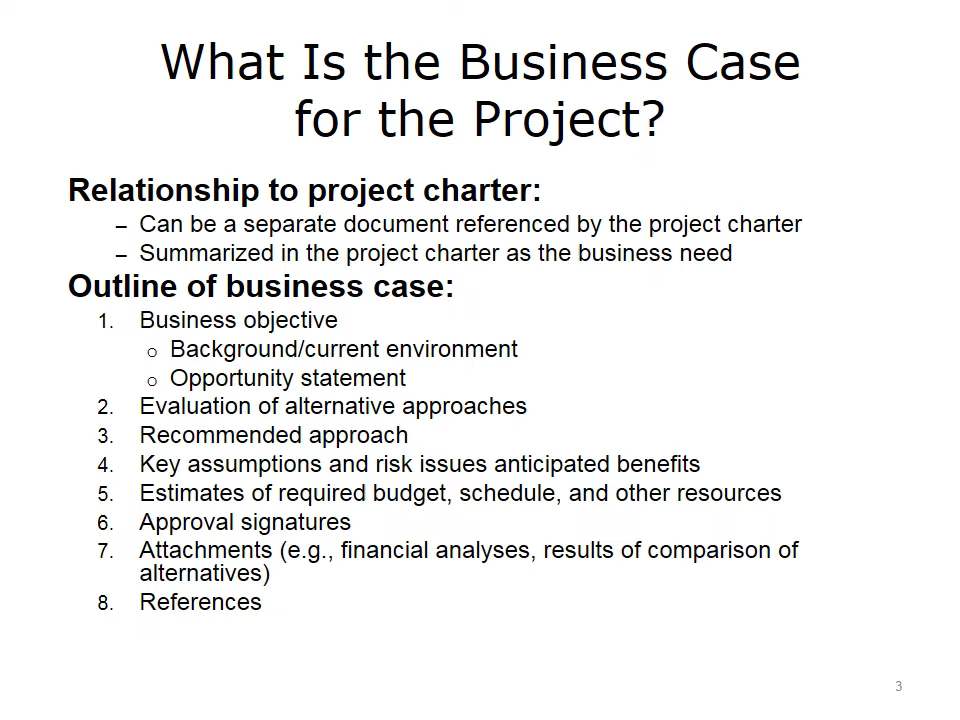 What Is the Business Case
for the Project?
Relationship to project charter:
– Can be a separate document referenced by the project charter
– Summarized in the project charter as the business need
Outline of business case:
1. Business objective
o Background/current environment
o Opportunity statement
2. Evaluation of alternative approaches
3. Recommended approach
4. Key assumptions and risk issues anticipated benefits
5. Estimates of required budget, schedule, and other resources
6. Approval signatures
7. Attachments (e.g., financial analyses, results of comparison of
alternatives)
8. References
3